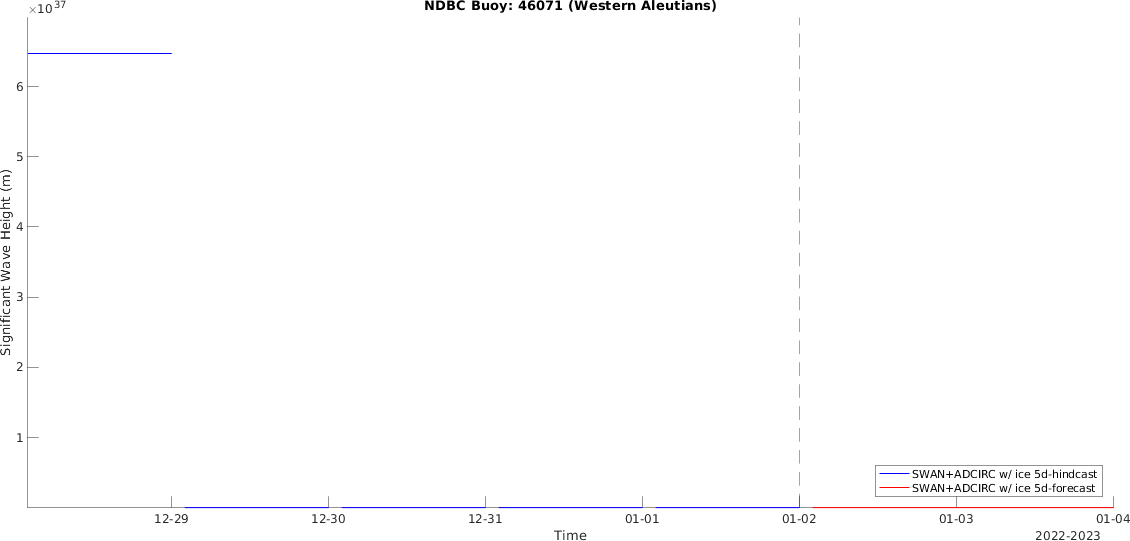 NDBC Buoy: 46071 (Western Aleutians)
×10^37
6
5
4
3
2
1
Significant Wave Height (m)
SWAN+ADCIRC w/ ice 5d-hindcast
SWAN+ADCIRC w/ ice 5d-forecast
12-29 12-30 12-31 01-01 01-02 01-03 01-04
Time
2022-2023